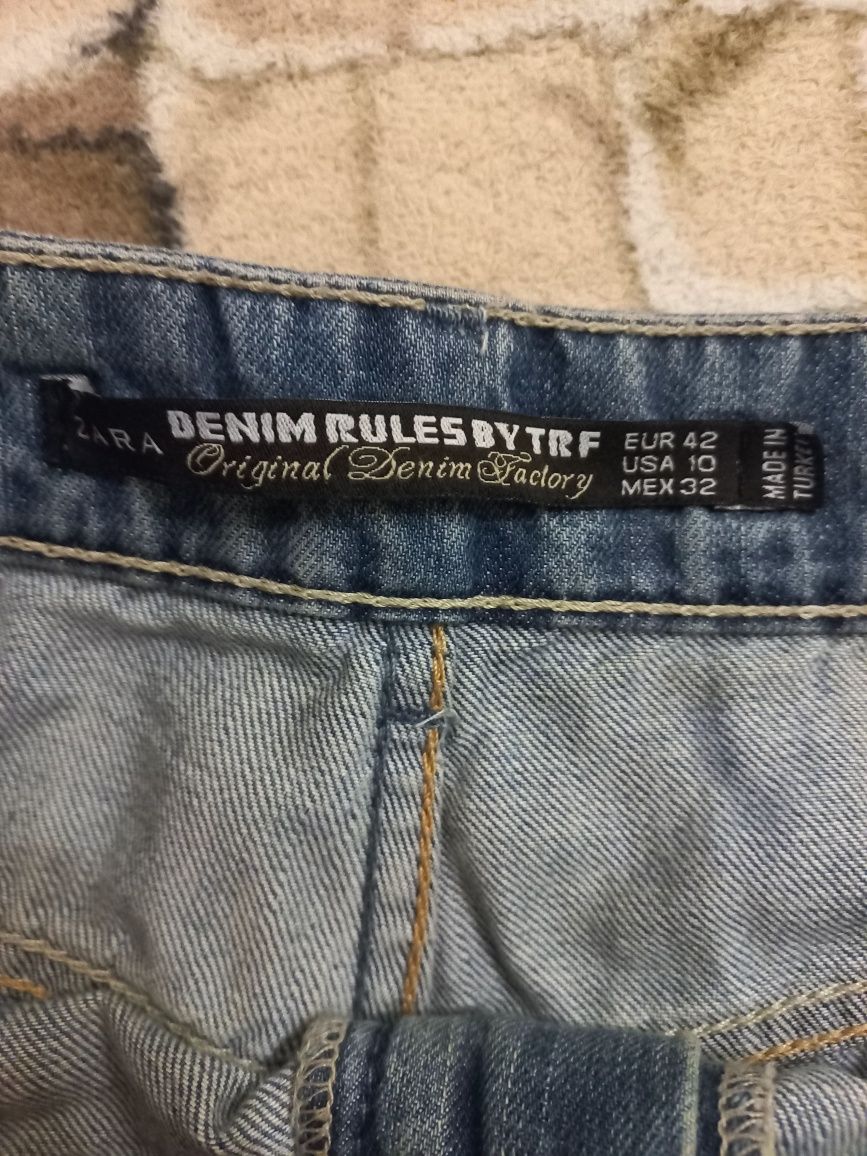 ZARA
DENIM RULES BY TRF
Original Denim Factory
EUR 42
USA 10
MEX 32
MADE IN
TURKEY